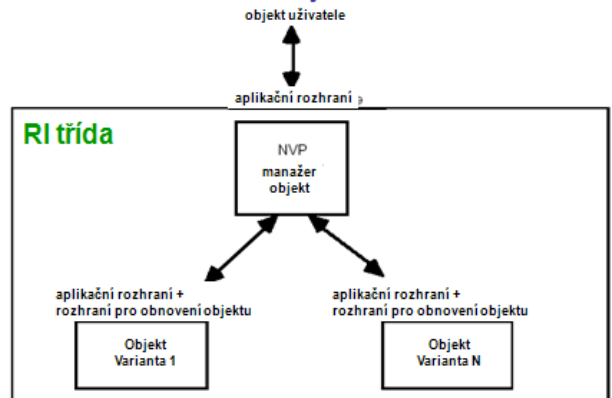 objekt uživatele
aplikační rozhraní
RI třída
NVP
manažer
objekt
aplikační rozhraní +
rozhraní pro obnovení objektu
aplikační rozhraní +
rozhraní pro obnovení objektu
Objekt
Varianta 1
Objekt
Varianta N